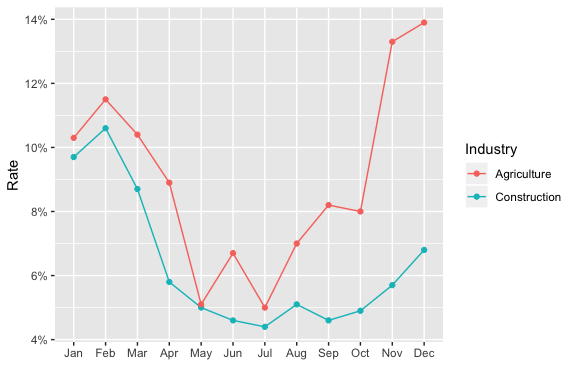 14%
12%
10%
8%
6%
4%
Rate
Jan Feb Mar Apr May Jun Jul Aug Sep Oct Nov Dec
Industry
Agriculture
Construction